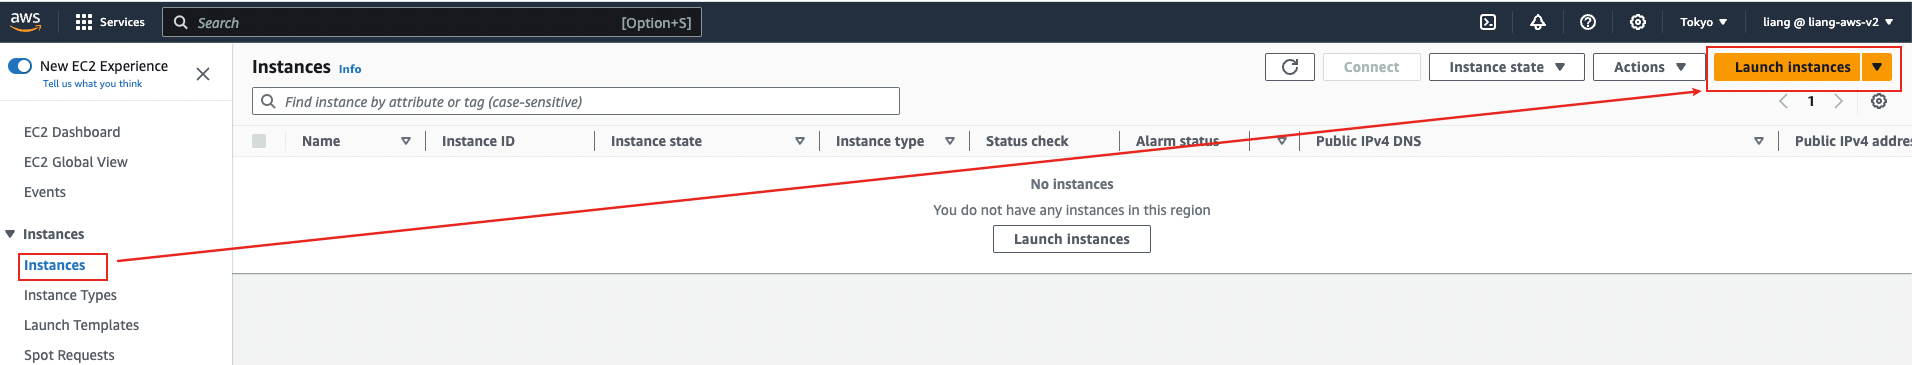 aws Services Search [Option+S] Tokyo liang @ liang-aws-v2
New EC2 Experience
Tell us what you think
EC2 Dashboard
EC2 Global View
Events
Instances
Instances
Instance Types
Launch Templates
Spot Requests
Instances Info Connect Instance state Actions Launch instances
Find instance by attribute or tag (case-sensitive) 1
Name Instance ID Instance state Instance type Status check Alarm status Public IPv4 DNS Public IPv4 addres
No instances
You do not have any instances in this region
Launch instances